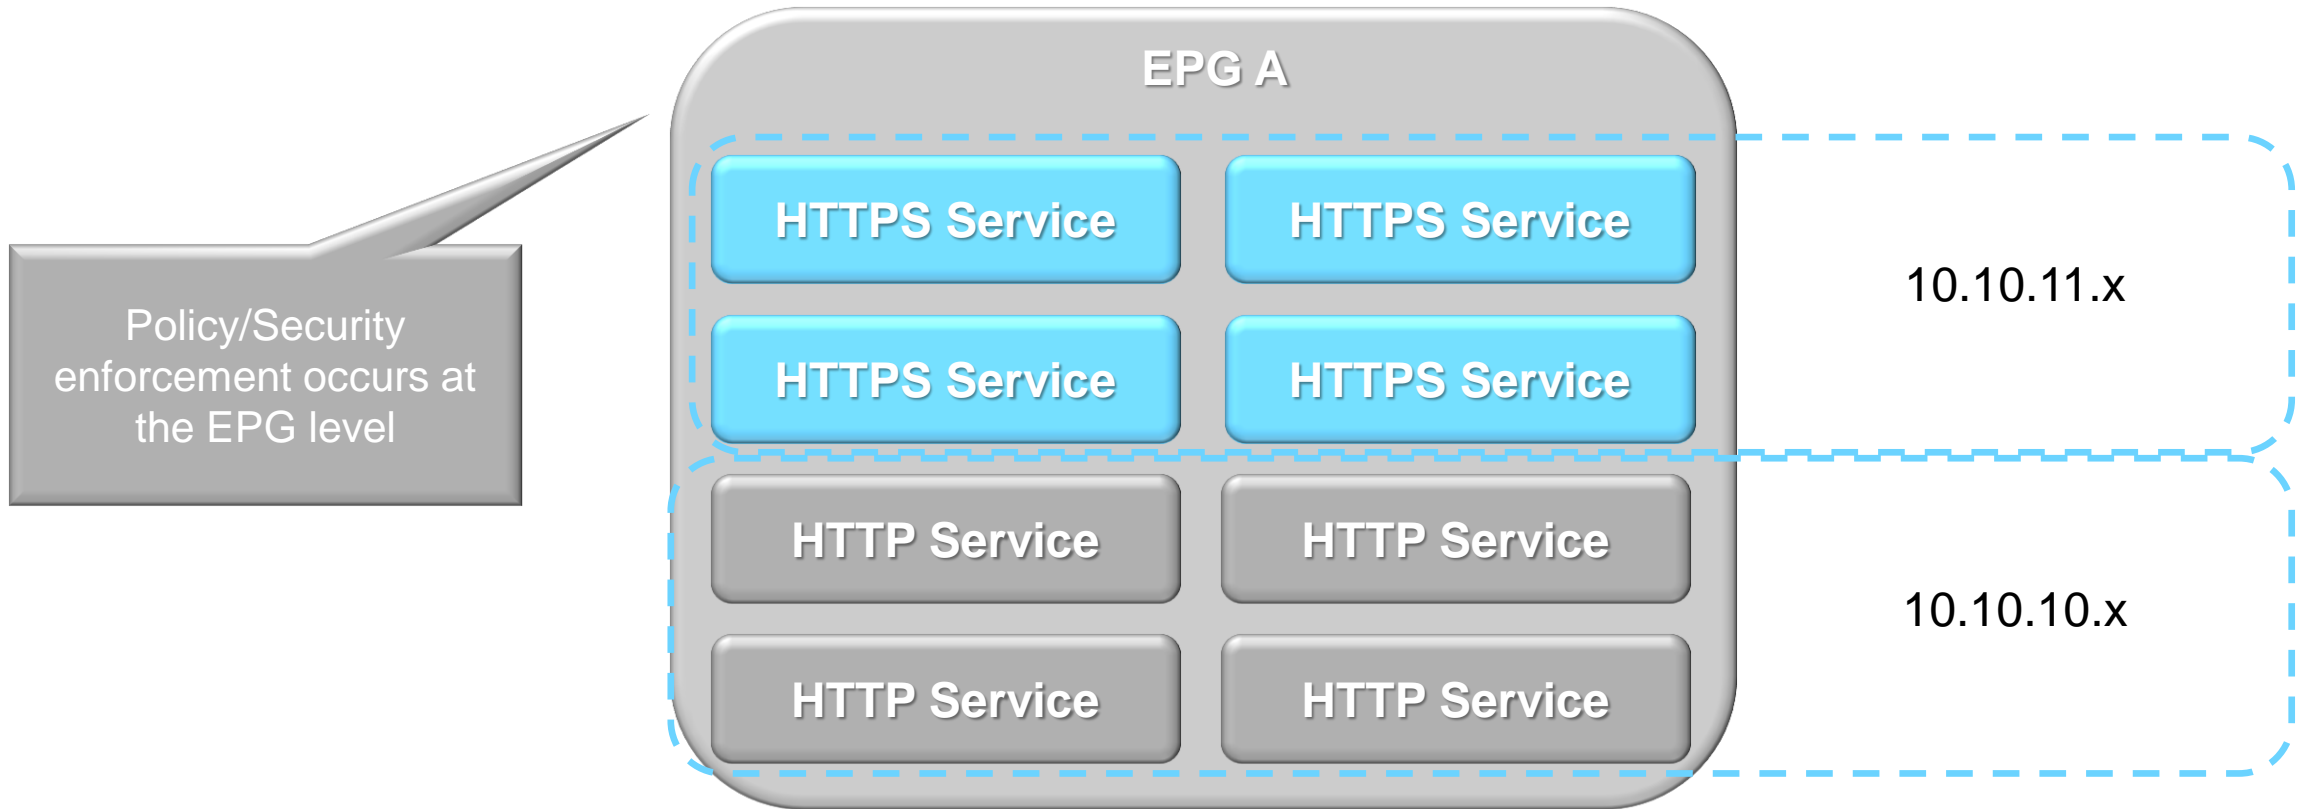 EPG A
HTTPS Service
HTTPS Service
10.10.11.x
Policy/Security
enforcement occurs at
the EPG level
HTTPS Service
HTTPS Service
HTTP Service
HTTP Service
10.10.10.x
HTTP Service
HTTP Service